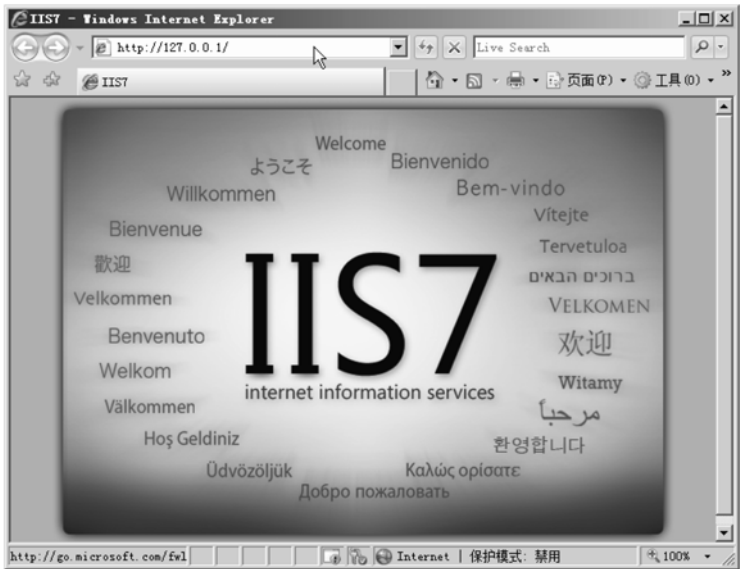 IIS7 - Windows Internet Explorer
http://127.0.0.1/
Live Search
IIS7
页面(P)
工具(O)
Welcome
ようこそ
Bienvenido
Willkommen
Bem-vindo
Vítejte
Bienvenue
Tervetuloa
歡迎
ברוכים הבאים
Velkommen
VELKOMEN
IIS7
Benvenuto
欢迎
Welkom
Witamy
internet information services
Välkommen
مرحباً
Hoş Geldiniz
환영합니다
Üdvözöljük
Καλώς ορίσατε
Добро пожаловать
http://go.microsoft.com/fwl
Internet | 保护模式: 禁用
100%